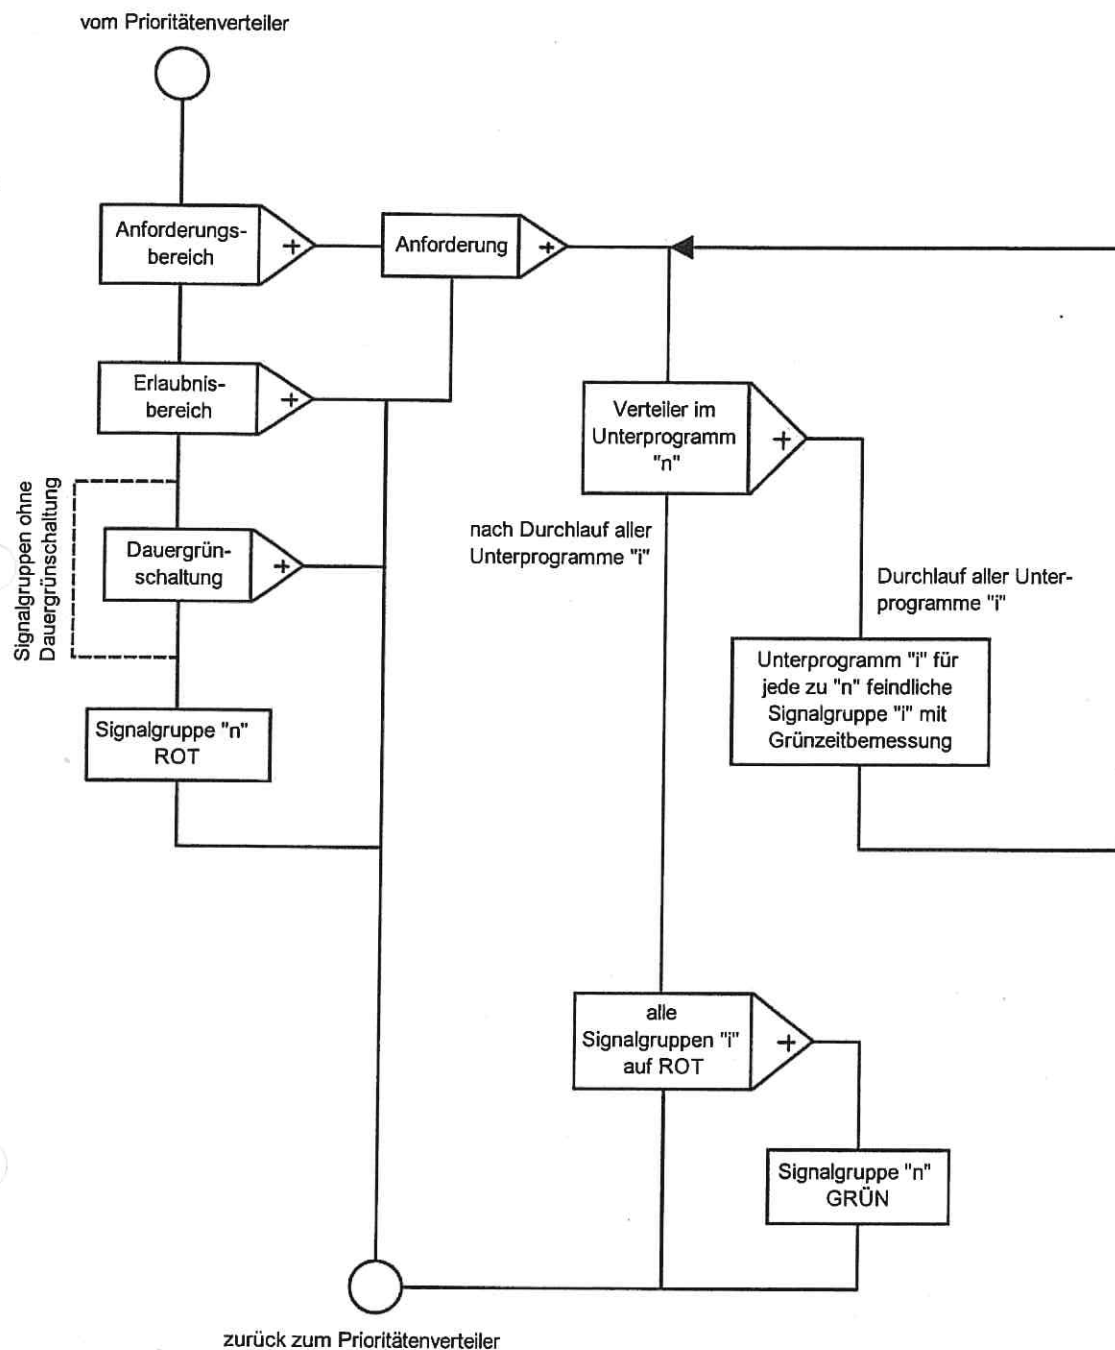 vom Prioritätenverteiler
Anforderungs-
bereich
+
Anforderung
+
Erlaubnis-
bereich
+
Verteiler im
Unterprogramm
"n"
+
Signalgruppen ohne
Dauergrünschaltung
nach Durchlauf aller
Unterprogramme "i"
Dauergrün-
schaltung
+
Durchlauf aller Unter-
programme "i"
Unterprogramm "i" für
jede zu "n" feindliche
Signalgruppe "i" mit
Grünzeitbemessung
Signalgruppe "n"
ROT
alle
Signalgruppen "i"
auf ROT
+
Signalgruppe "n"
GRÜN
zurück zum Prioritätenverteiler